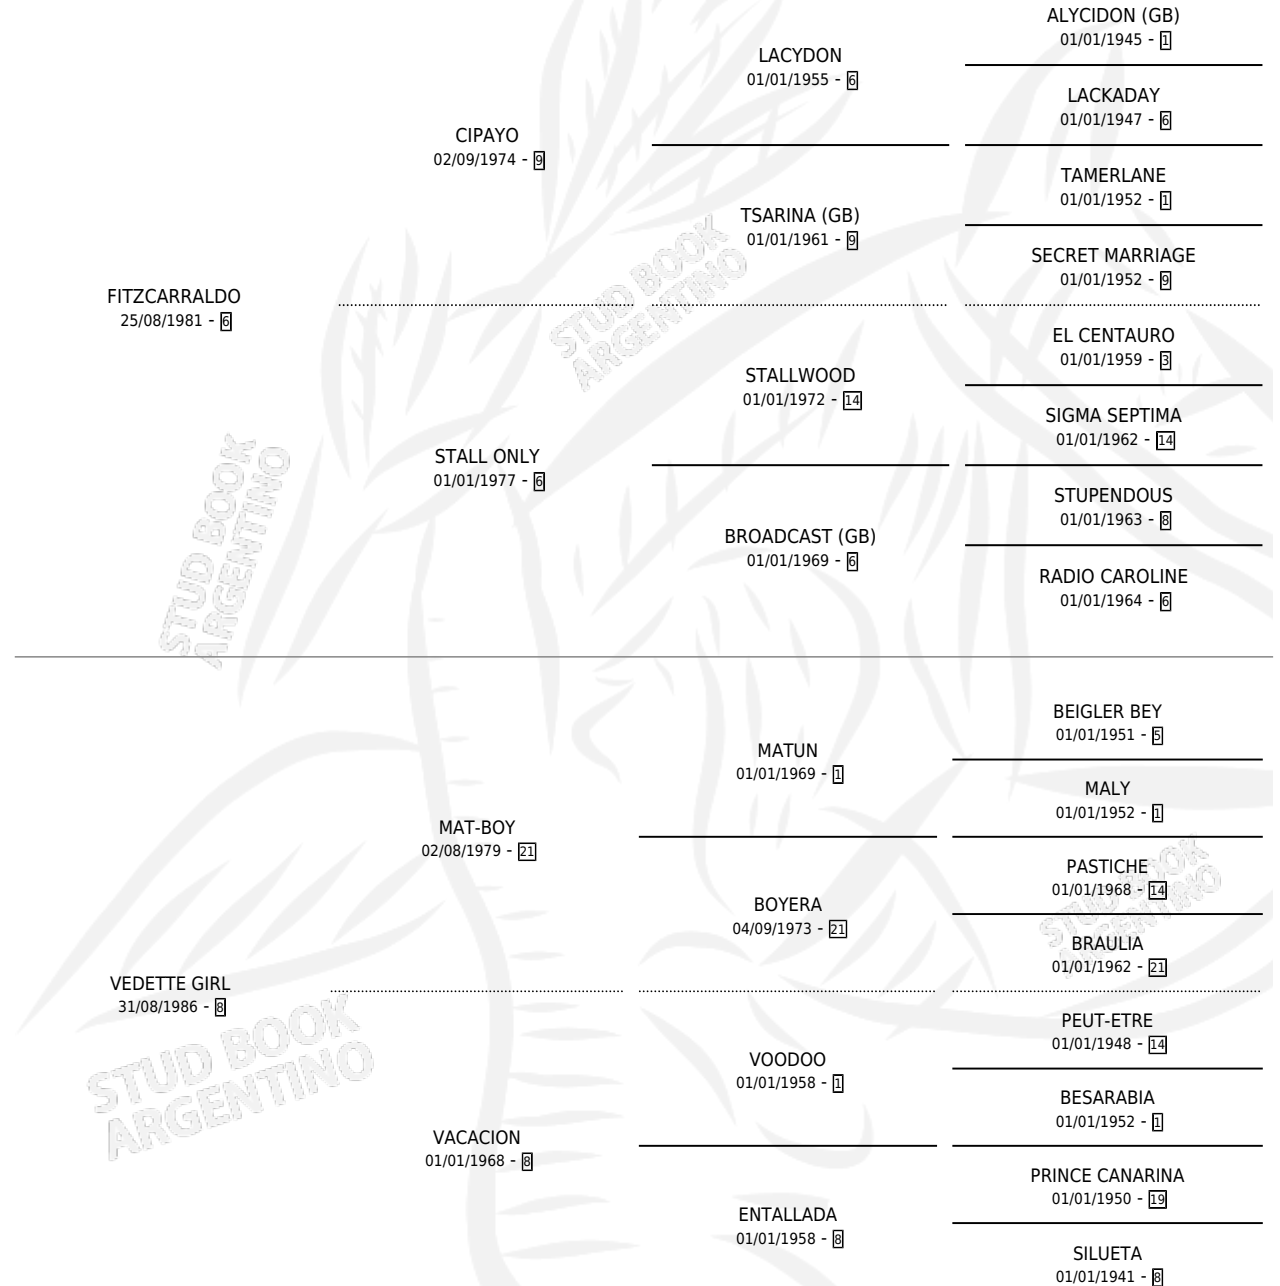 ALYCIDON (GB)
01/01/1945 - 1
LACYDON
01/01/1955 - 6
LACKADAY
01/01/1947 - 6
CIPAYO
02/09/1974 - 9
TAMERLANE
01/01/1952 - 1
TSARINA (GB)
01/01/1961 - 9
SECRET MARRIAGE
01/01/1952 - 9
FITZCARRALDO
25/08/1981 - 6
EL CENTAURO
01/01/1959 - 3
STALLWOOD
01/01/1972 - 14
SIGMA SEPTIMA
01/01/1962 - 14
STALL ONLY
01/01/1977 - 6
STUPENDOUS
01/01/1963 - 8
BROADCAST (GB)
01/01/1969 - 6
RADIO CAROLINE
01/01/1964 - 6
STUD BOOK
ARGENTINO
STUD BOOK
ARGENTINO
BEIGLER BEY
01/01/1951 - 5
MATUN
01/01/1969 - 1
MALY
01/01/1952 - 1
MAT-BOY
02/08/1979 - 21
PASTICHE
01/01/1968 - 14
BOYERA
04/09/1973 - 21
BRAULIA
01/01/1962 - 21
VEDETTE GIRL
31/08/1986 - 8
PEUT-ETRE
01/01/1948 - 14
VOODOO
01/01/1958 - 1
BESARABIA
01/01/1952 - 1
VACACION
01/01/1968 - 8
PRINCE CANARINA
01/01/1950 - 19
ENTALLADA
01/01/1958 - 8
SILUETA
01/01/1941 - 8
STUD BOOK
ARGENTINO
STUD BOOK
ARGENTINO